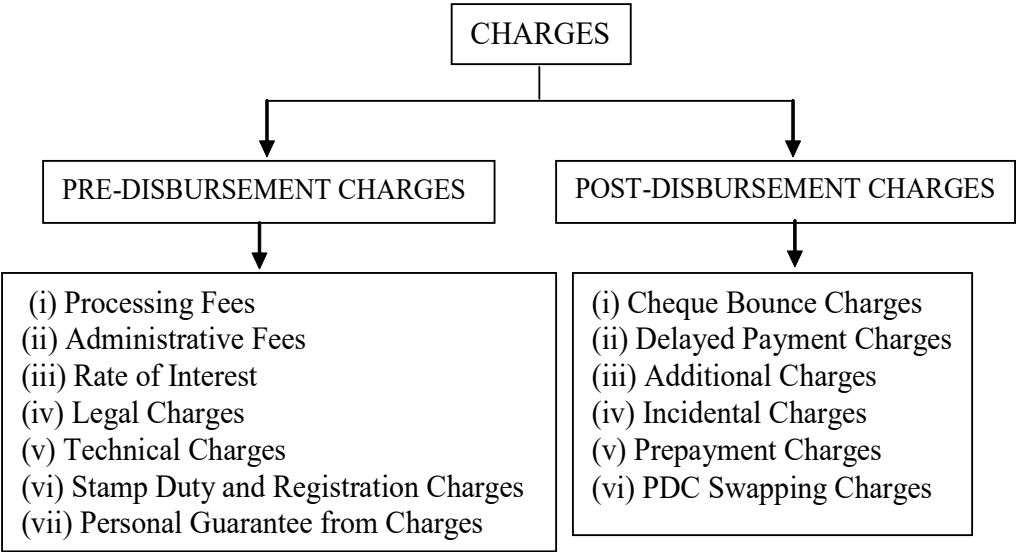 CHARGES
PRE-DISBURSEMENT CHARGES
POST-DISBURSEMENT CHARGES
(i) Processing Fees
(ii) Administrative Fees
(iii) Rate of Interest
(iv) Legal Charges
(v) Technical Charges
(vi) Stamp Duty and Registration Charges
(vii) Personal Guarantee from Charges
(i) Cheque Bounce Charges
(ii) Delayed Payment Charges
(iii) Additional Charges
(iv) Incidental Charges
(v) Prepayment Charges
(vi) PDC Swapping Charges